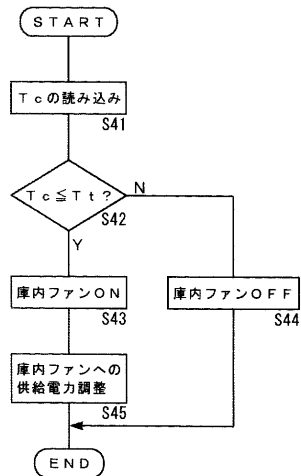 START
Tcの読み込み
S41
Tc≦Tt?
N
S42
Y
庫内ファンON
S43
庫内ファンOFF
S44
庫内ファンへの
供給電力調整
S45
END